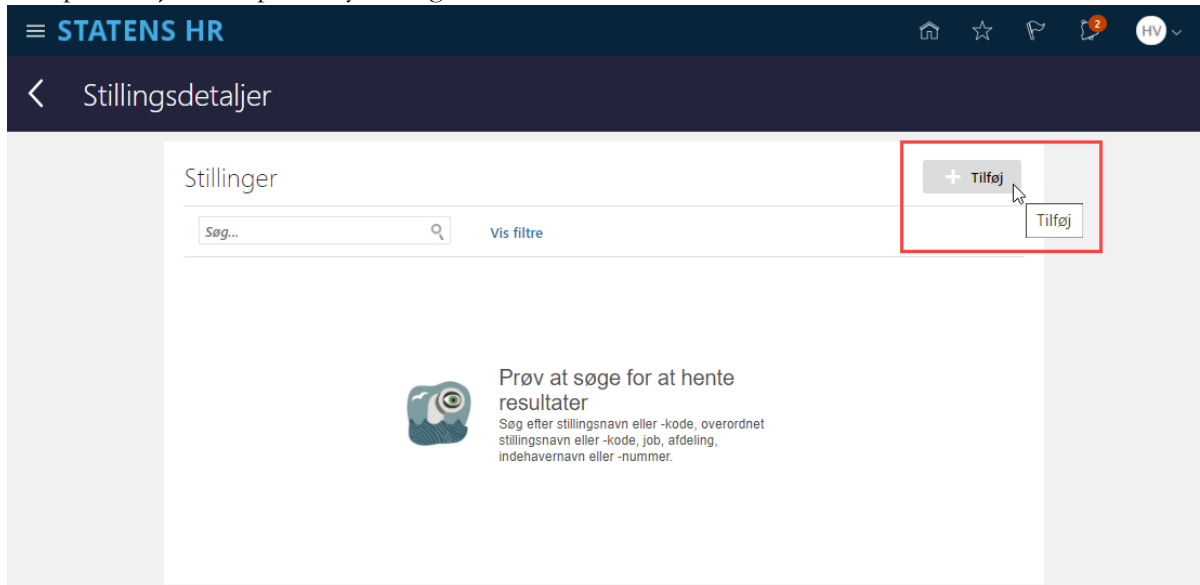 STATENS HR
2
HV
Stillingsdetaljer
Stillinger
+ Tilføj
Tilføj
Søg...
Vis filtre
Prøv at søge for at hente
resultater
Søg efter stillingsnavn eller -kode, overordnet
stillingsnavn eller -kode, job, afdeling,
indehavernavn eller -nummer.